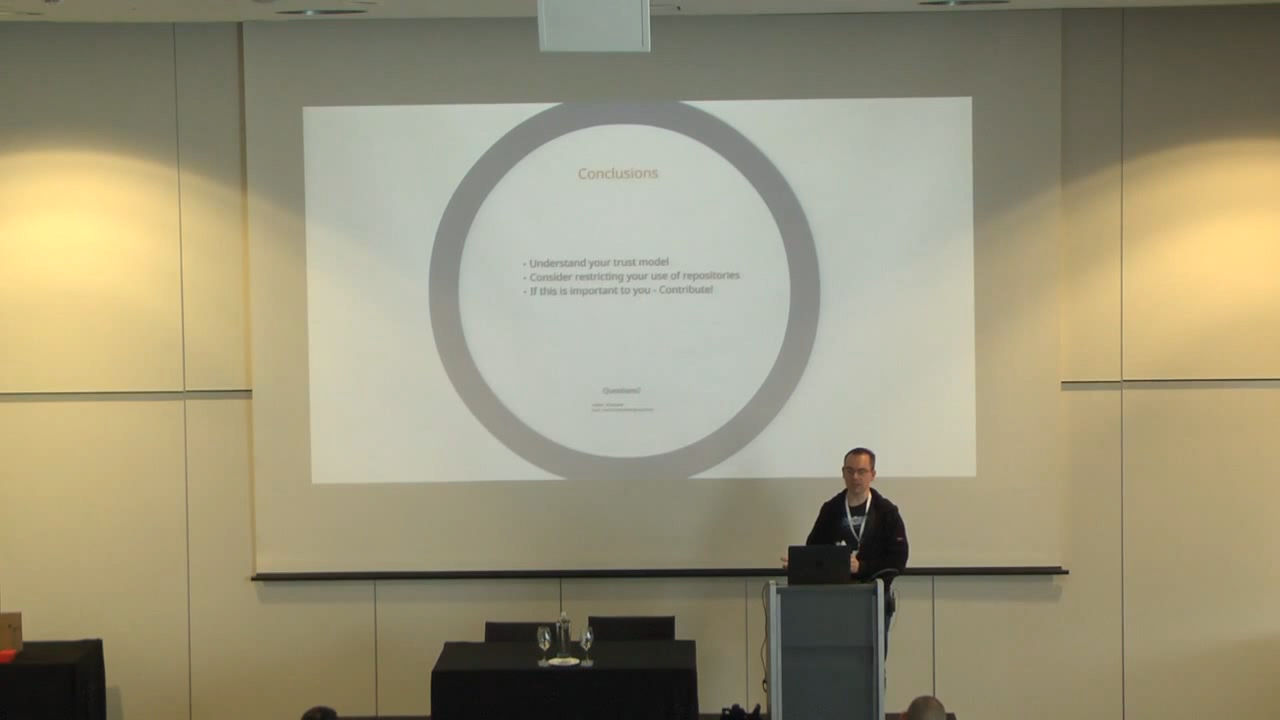 Conclusions
• Understand your trust model
• Consider restricting your use of repositories
• If this is important to you - Contribute!
Questions?